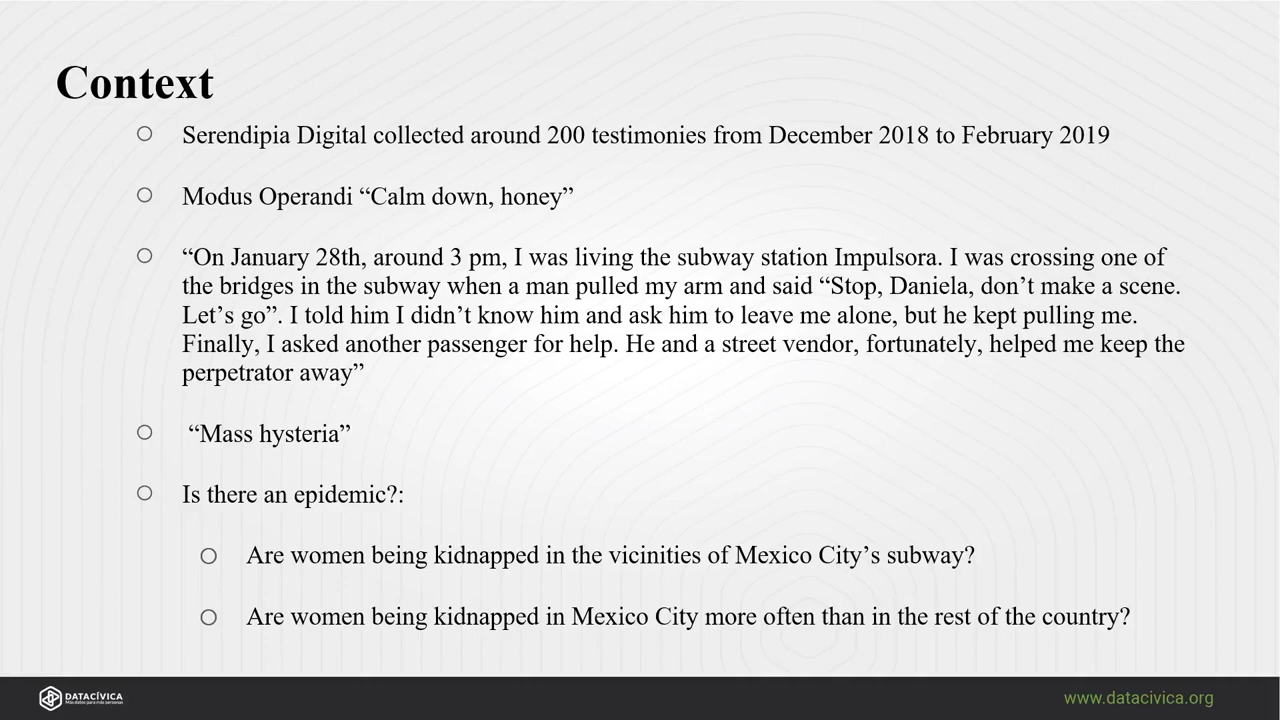 Context
Serendipia Digital collected around 200 testimonies from December 2018 to February 2019
Modus Operandi “Calm down, honey”
“On January 28th, around 3 pm, I was living the subway station Impulsora. I was crossing one of
the bridges in the subway when a man pulled my arm and said “Stop, Daniela, don’t make a scene.
Let’s go”. I told him I didn’t know him and ask him to leave me alone, but he kept pulling me.
Finally, I asked another passenger for help. He and a street vendor, fortunately, helped me keep the
perpetrator away”
“Mass hysteria”
Is there an epidemic?:
Are women being kidnapped in the vicinities of Mexico City’s subway?
Are women being kidnapped in Mexico City more often than in the rest of the country?
DATACÍVICA
Más datos para más personas
www.datacivica.org